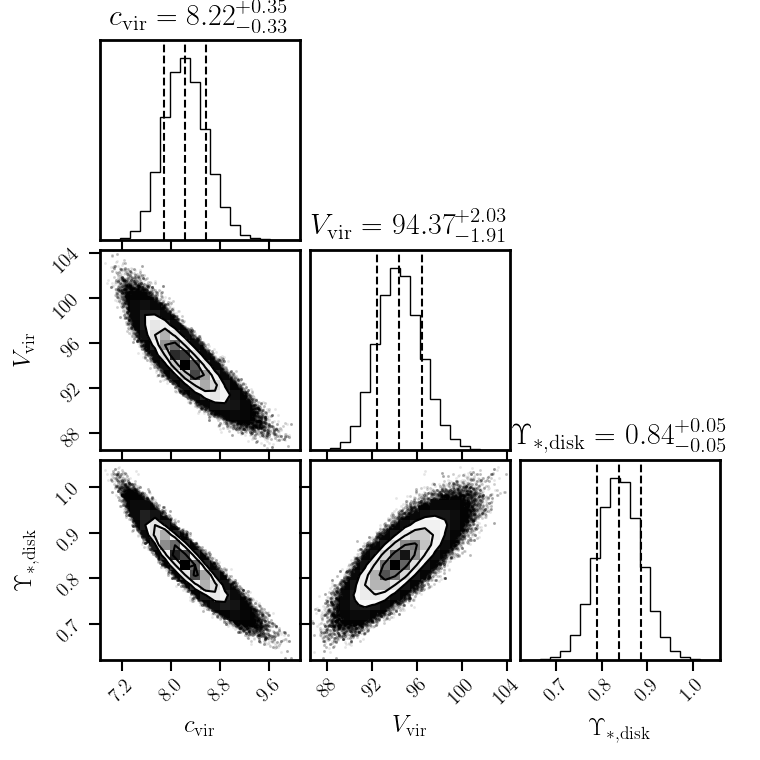 c_vir = 8.22^{+0.35}_{−0.33}
V_vir = 94.37^{+2.03}_{−1.91}
V_vir
104
100
96
92
88
Υ_{∗,disk} = 0.84^{+0.05}_{−0.05}
Υ_{∗,disk}
1.0
0.9
0.8
0.7
7.2 8.0 8.8 9.6
88 92 96 100 104
0.7 0.8 0.9 1.0
c_vir
V_vir
Υ_{∗,disk}